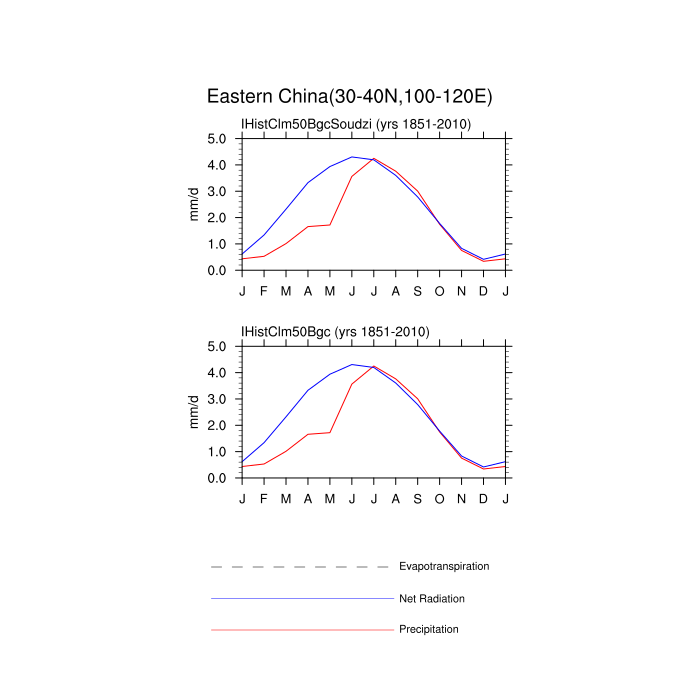 Eastern China(30-40N,100-120E)
IHistClm50BgcSoudzi (yrs 1851-2010)
5.0
4.0
3.0
2.0
1.0
0.0
mm/d
J F M A M J J A S O N D J
IHistClm50Bgc (yrs 1851-2010)
5.0
4.0
3.0
2.0
1.0
0.0
mm/d
J F M A M J J A S O N D J
Evapotranspiration
Net Radiation
Precipitation